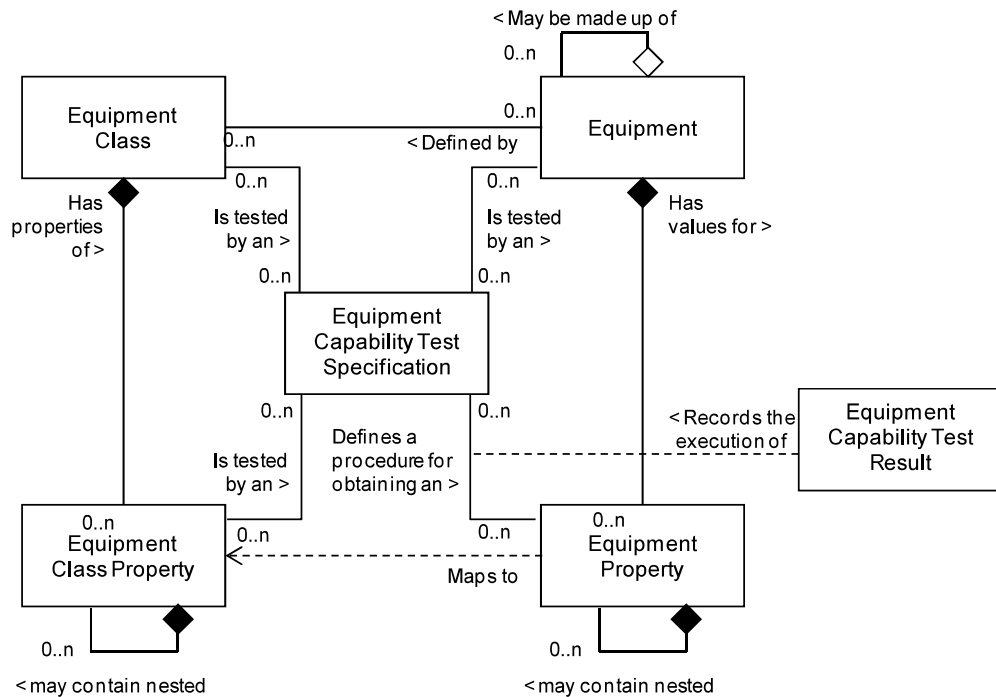 < May be made up of
0..n
0..n
Equipment
Class
Equipment
0..n
< Defined by
0..n
0..n
Has
properties
of >
Is tested
by an >
Is tested
by an >
Has
values for >
0..n
0..n
Equipment
Capability Test
Specification
0..n
0..n
< Records the
execution of
Equipment
Capability Test
Result
Defines a
procedure for
obtaining an >
Is tested
by an >
0..n
0..n
0..n
0..n
Equipment
Class Property
Equipment
Property
Maps to
0..n
0..n
< may contain nested
< may contain nested